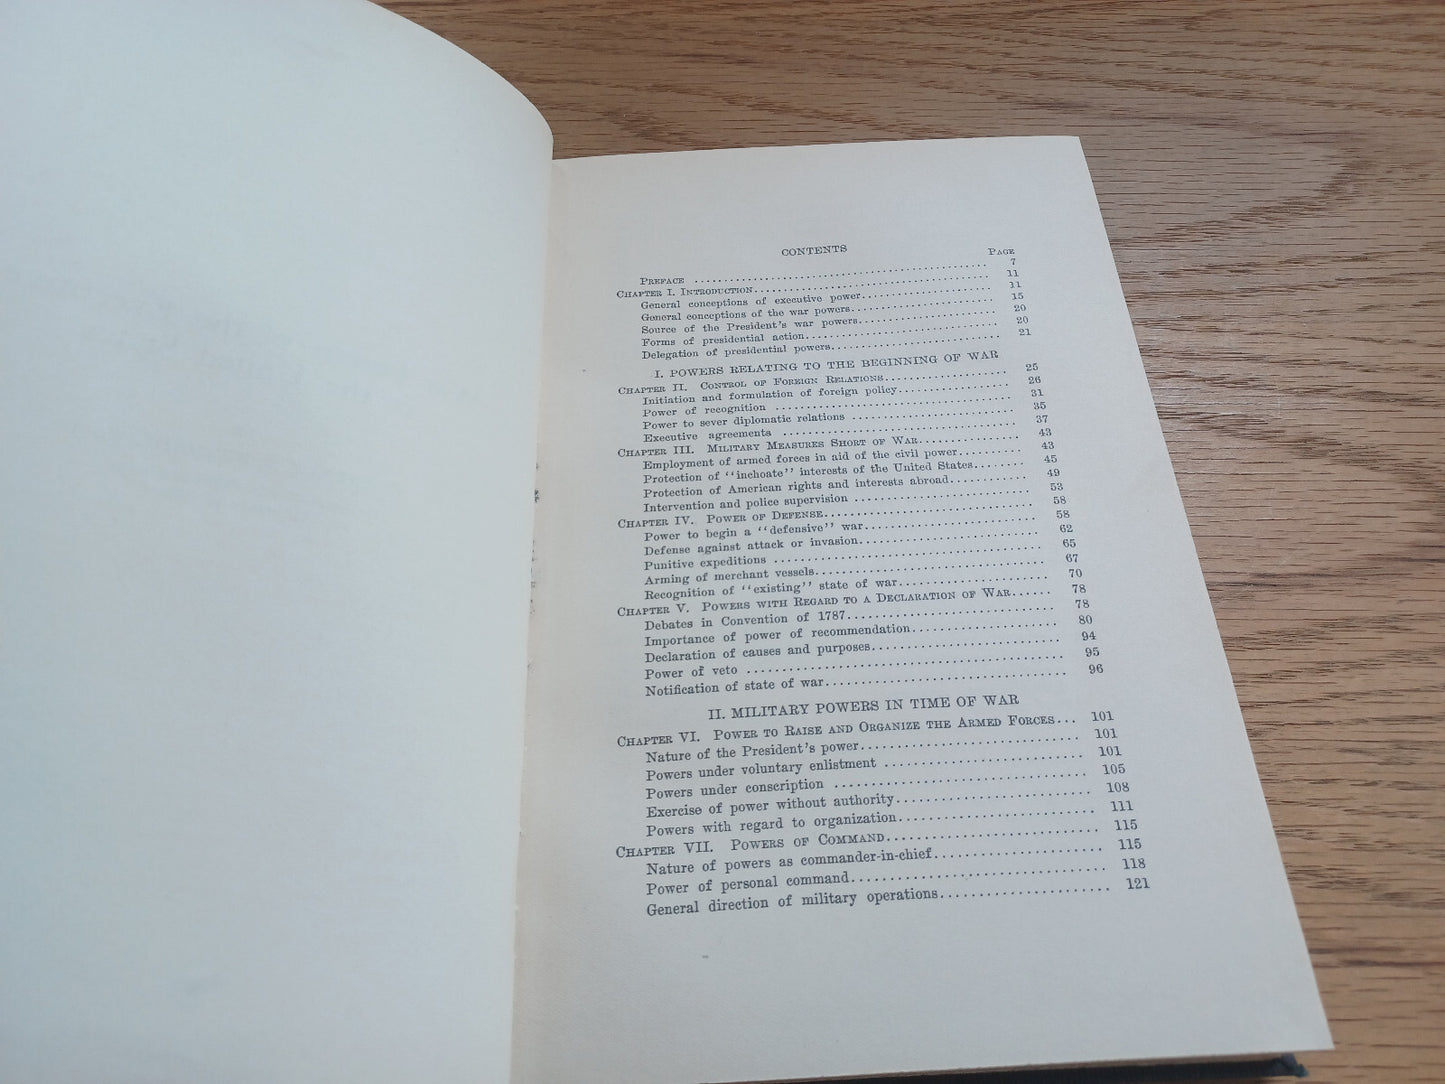 CONTENTS
PAGE
PREFACE ........ 7
CHAPTER I. INTRODUCTION........ 11
General conceptions of executive power........ 11
General conceptions of the war powers........ 15
Source of the President's war powers........ 20
Forms of presidential action........ 20
Delegation of presidential powers........ 21
I. POWERS RELATING TO THE BEGINNING OF WAR
CHAPTER II. CONTROL OF FOREIGN RELATIONS........ 25
Initiation and formulation of foreign policy........ 26
Power of recognition ........ 31
Power to sever diplomatic relations ........ 35
Executive agreements ........ 37
CHAPTER III. MILITARY MEASURES SHORT OF WAR........ 43
Employment of armed forces in aid of the civil power........ 43
Protection of "inchoate" interests of the United States........ 45
Protection of American rights and interests abroad........ 49
Intervention and police supervision ........ 53
CHAPTER IV. POWER OF DEFENSE........ 58
Power to begin a "defensive" war........ 58
Defense against attack or invasion........ 62
Punitive expeditions ........ 65
Arming of merchant vessels........ 67
Recognition of "existing" state of war........ 70
CHAPTER V. POWERS WITH REGARD TO A DECLARATION OF WAR...... 78
Debates in Convention of 1787........ 78
Importance of power of recommendation........ 80
Declaration of causes and purposes........ 94
Power of veto ........ 95
Notification of state of war........ 96
II. MILITARY POWERS IN TIME OF WAR
CHAPTER VI. POWER TO RAISE AND ORGANIZE THE ARMED FORCES... 101
Nature of the President's power........ 101
Powers under voluntary enlistment ........ 101
Powers under conscription ........ 105
Exercise of power without authority........ 108
Powers with regard to organization........ 111
CHAPTER VII. POWERS OF COMMAND........ 115
Nature of powers as commander-in-chief........ 115
Power of personal command........ 118
General direction of military operations........ 121